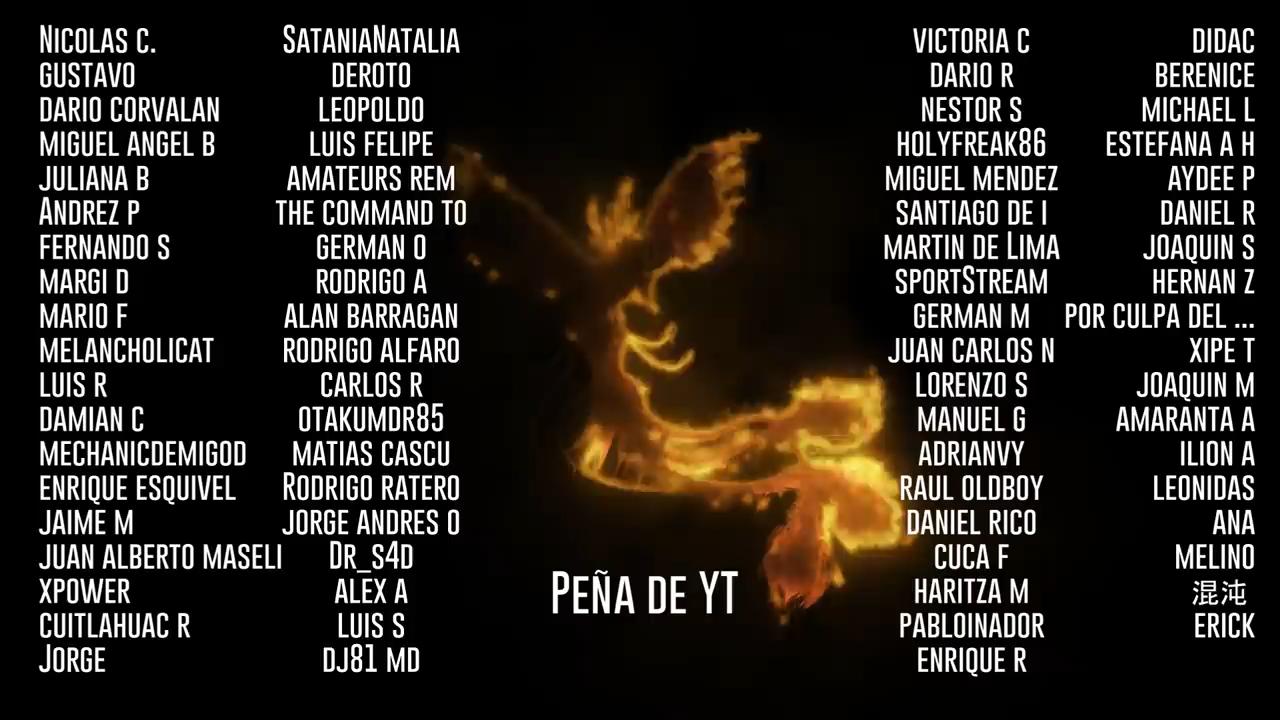 Nicolas c.
GUSTAVO
DARIO CORVALAN
MIGUEL ANGEL B
JULIANA B
Andrez P
FERNANDO S
MARGI D
MARIO F
MELANCHOLICAT
LUIS R
DAMIAN C
MECHANICDEMIGOD
ENRIQUE ESQUIVEL
JAIME M
JUAN ALBERTO MASELI
XPOWER
CUITLAHUAC R
Jorge
SataniaNatalia
DEROTO
LEOPOLDO
LUIS FELIPE
AMATEURS REM
THE COMMAND TO
GERMAN O
RODRIGO A
ALAN BARRAGAN
RODRIGO ALFARO
CARLOS R
OTAKUMDR85
MATIAS CASCU
Rodrigo ratero
JORGE ANDRES O
Dr_s4d
ALEX A
LUIS S
DJ81 MD
Peña de YT
VICTORIA C
DARIO R
NESTOR S
HOLYFREAK86
MIGUEL MENDEZ
SANTIAGO DE I
MARTIN DE Lima
SPORTSTREAM
GERMAN M
JUAN CARLOS N
LORENZO S
MANUEL G
ADRIANVY
RAUL OLDBOY
DANIEL RICO
CUCA F
HARITZA M
PABLOINADOR
ENRIQUE R
DIDAC
BERENICE
MICHAEL L
ESTEFANA A H
AYDEE P
DANIEL R
JOAQUIN S
HERNAN Z
POR CULPA DEL ...
XIPE T
JOAQUIN M
AMARANTA A
ILION A
LEONIDAS
ANA
MELINO
混沌
ERICK